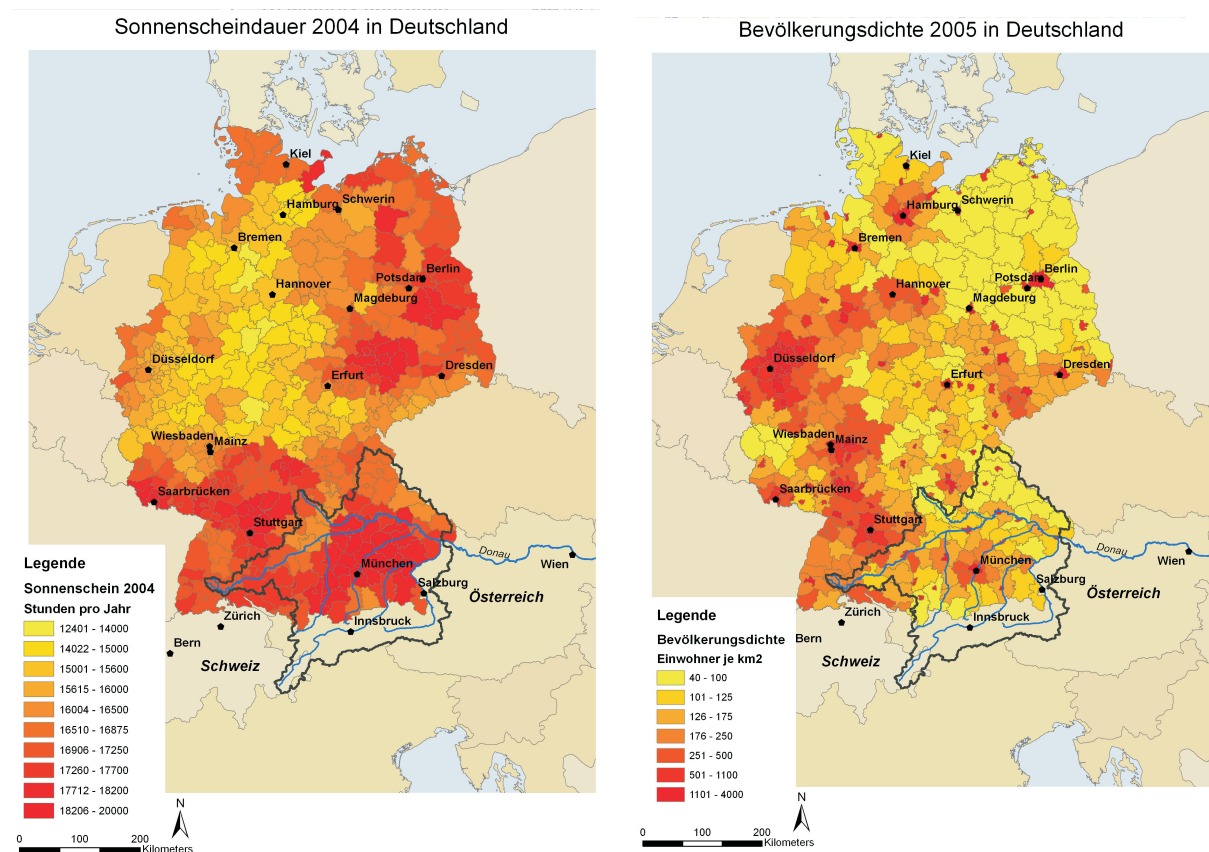 Sonnenscheindauer 2004 in Deutschland
Kiel
Hamburg
Schwerin
Bremen
Berlin
Potsdam
Hannover
Magdeburg
Düsseldorf
Erfurt
Dresden
Wiesbaden
Mainz
Saarbrücken
Stuttgart
Donau
Wien
München
Salzburg
Österreich
Zürich
Innsbruck
Bern
Schweiz
Legende
Sonnenschein 2004
Stunden pro Jahr
12401 - 14000
14022 - 15000
15001 - 15600
15615 - 16000
16004 - 16500
16510 - 16875
16906 - 17250
17260 - 17700
17712 - 18200
18206 - 20000
N
0 100 200
Kilometers
Bevölkerungsdichte 2005 in Deutschland
Kiel
Hamburg
Schwerin
Bremen
Berlin
Potsdam
Hannover
Magdeburg
Düsseldorf
Erfurt
Dresden
Wiesbaden
Mainz
Saarbrücken
Stuttgart
Donau
Wien
München
Salzburg
Österreich
Zürich
Innsbruck
Bern
Schweiz
Legende
Bevölkerungsdichte
Einwohner je km2
40 - 100
101 - 125
126 - 175
176 - 250
251 - 500
501 - 1100
1101 - 4000
N
0 100 200
Kilometers